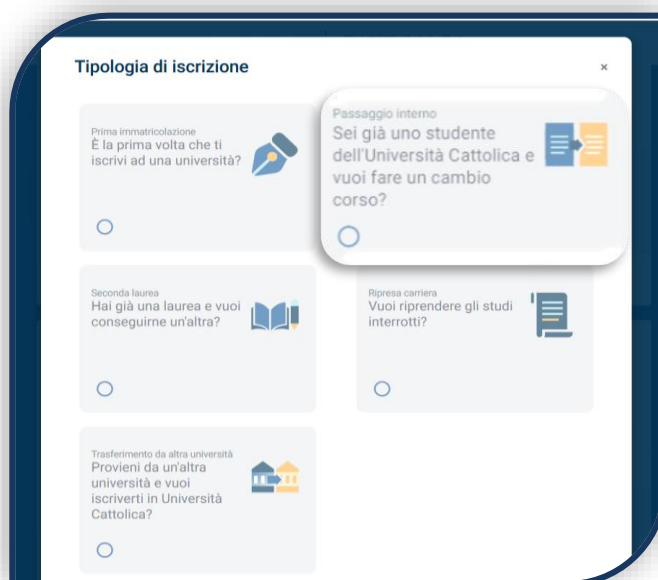 Tipologia di iscrizione
×
Prima immatricolazione
È la prima volta che ti
iscrivi ad una università?
Passaggio interno
Sei già uno studente
dell'Università Cattolica e
vuoi fare un cambio
corso?
Seconda laurea
Hai già una laurea e vuoi
conseguirne un'altra?
Ripresa carriera
Vuoi riprendere gli studi
interrotti?
Trasferimento da altra università
Provieni da un'altra
università e vuoi
iscriverti in Università
Cattolica?